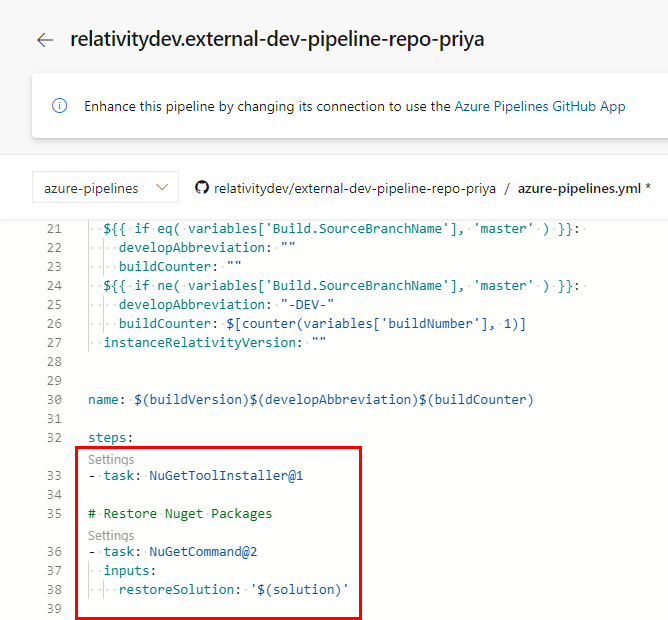 relativitydev.external-dev-pipeline-repo-priya
Enhance this pipeline by changing its connection to use the Azure Pipelines GitHub App
azure-pipelines relativitydev/external-dev-pipeline-repo-priya / azure-pipelines.yml *
21 ${{ if eq( variables['Build.SourceBranchName'], 'master' ) }}:
22 developAbbreviation: ""
23 buildCounter: ""
24 ${{ if ne( variables['Build.SourceBranchName'], 'master' ) }}:
25 developAbbreviation: "-DEV-"
26 buildCounter: $[counter(variables['buildNumber'], 1)]
27 instanceRelativityVersion: ""
28
29
30 name: $(buildVersion)$(developAbbreviation)$(buildCounter)
31
32 steps:
Settings
33 - task: NuGetToolInstaller@1
34
35 # Restore Nuget Packages
Settings
36 - task: NuGetCommand@2
37 inputs:
38 restoreSolution: '$(solution)'
39